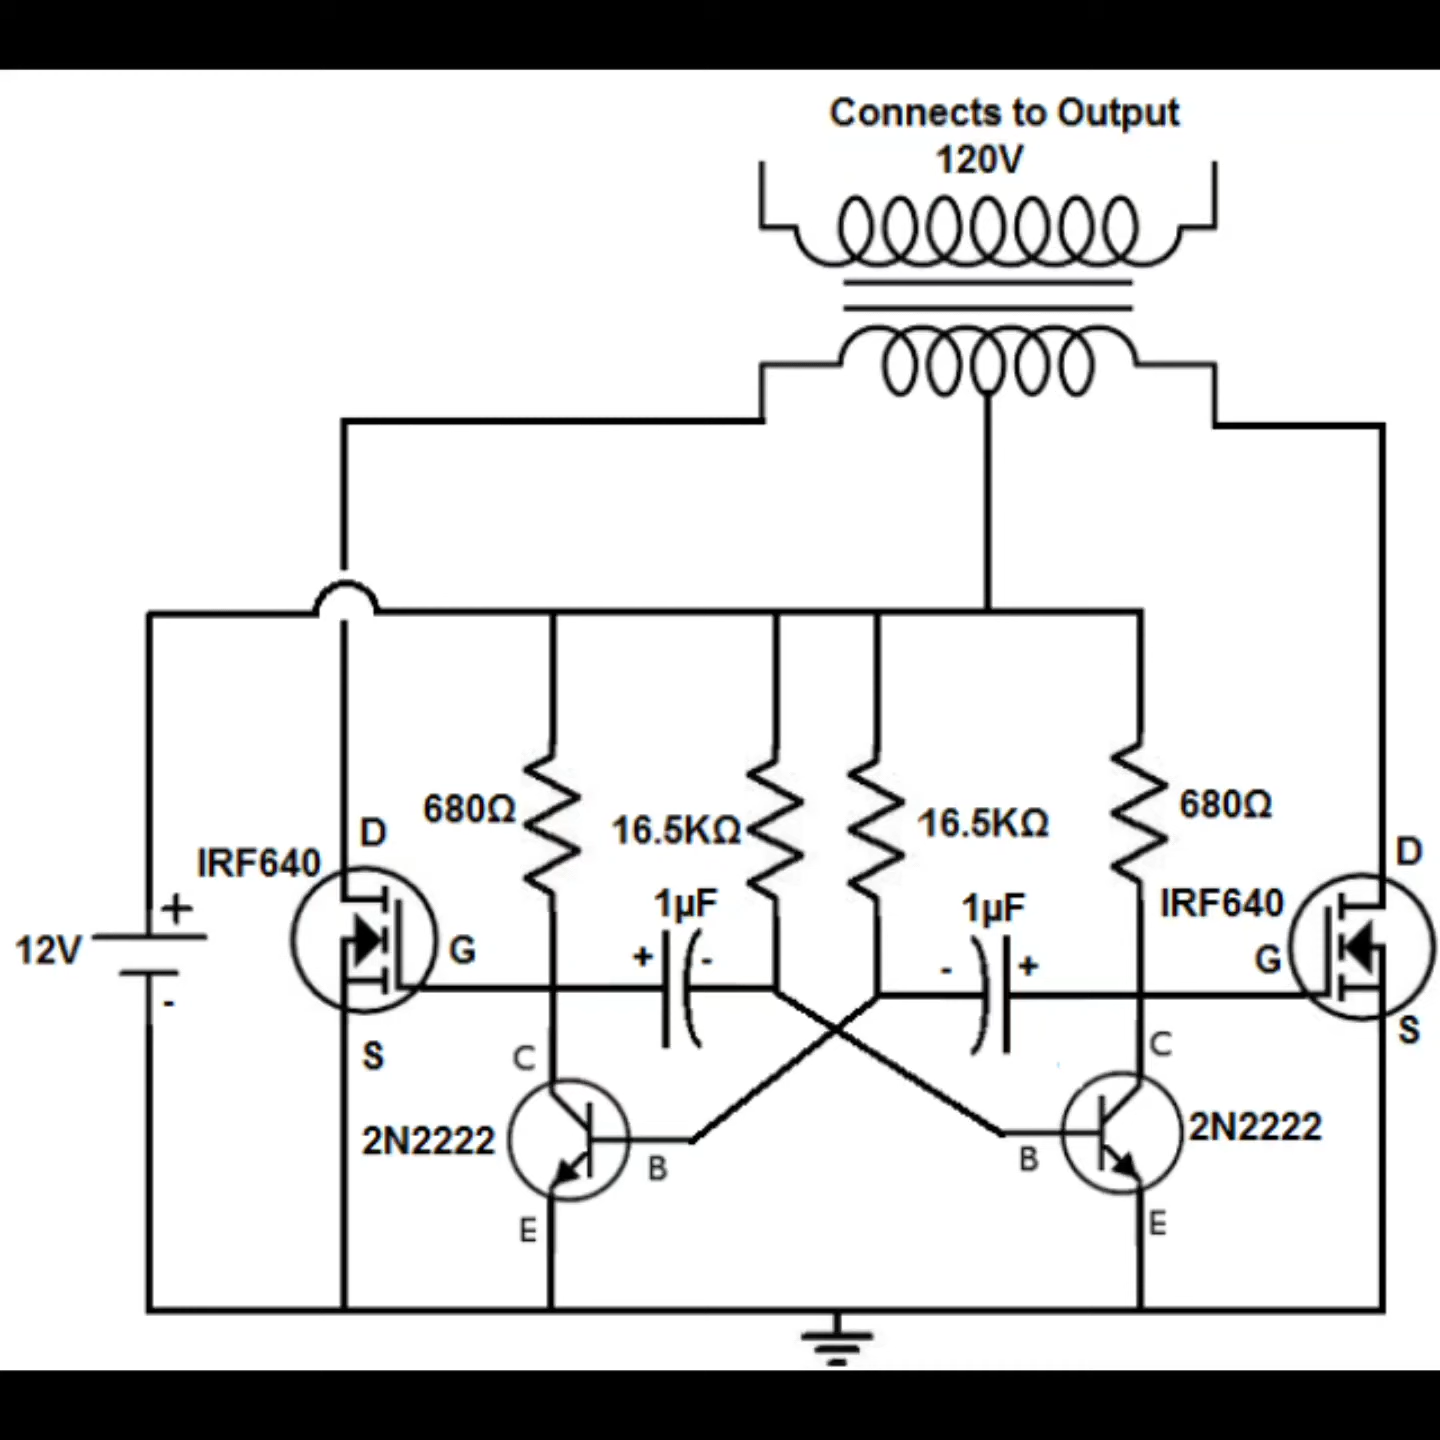 Connects to Output
120V
680Ω
16.5KΩ
16.5KΩ
680Ω
D
D
IRF640
IRF640
1µF
1µF
+
12V
-
G
+
-
-
+
G
S
S
C
C
2N2222
2N2222
B
B
E
E